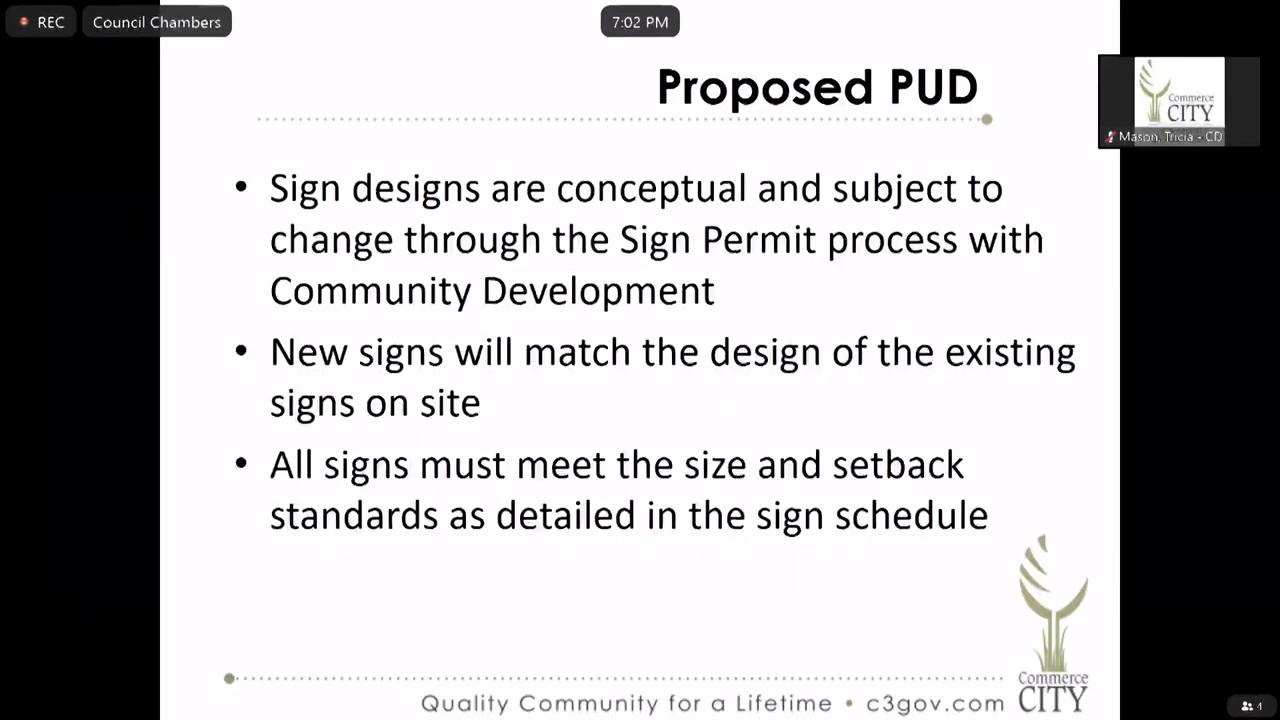 REC
Council Chambers
7:02 PM
Proposed PUD
Commerce
CITY
Mason, Tricia - CD
• Sign designs are conceptual and subject to
change through the Sign Permit process with
Community Development
• New signs will match the design of the existing
signs on site
• All signs must meet the size and setback
standards as detailed in the sign schedule
Commerce
CITY
Quality Community for a Lifetime • c3gov.com
4